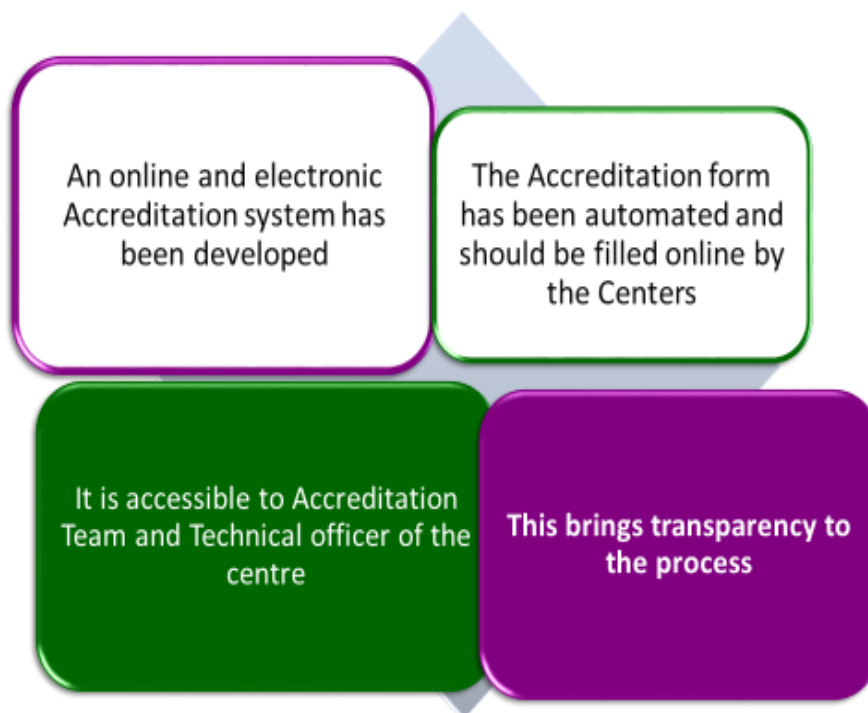 An online and electronic
Accreditation system has
been developed
The Accreditation form
has been automated and
should be filled online by
the Centers
It is accessible to Accreditation
Team and Technical officer of the
centre
This brings transparency to
the process